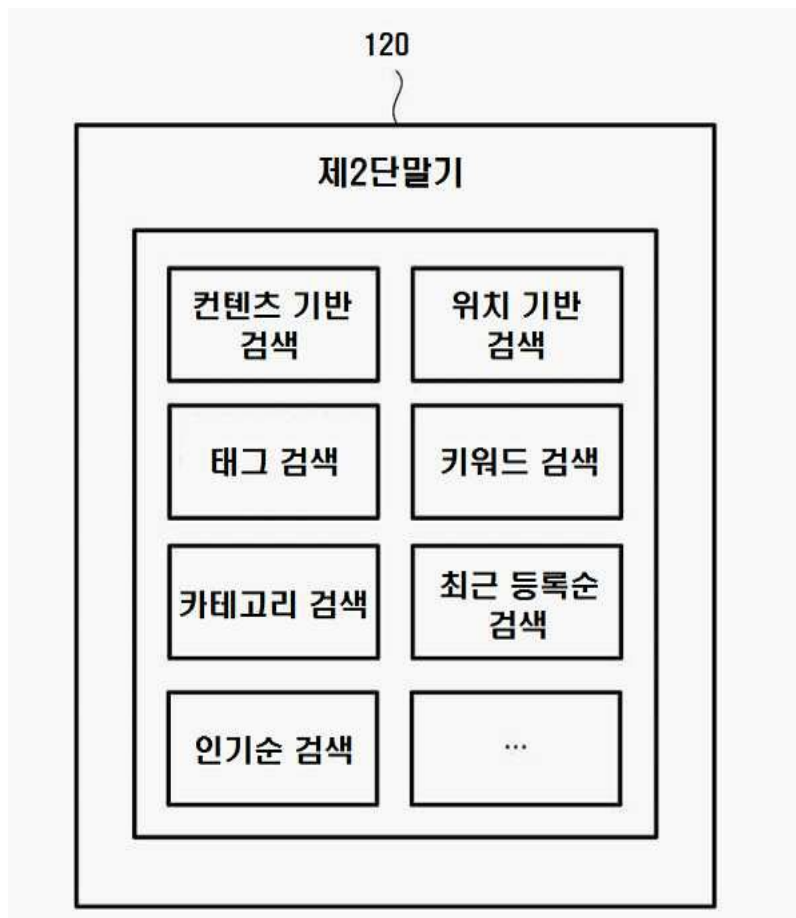 120
제2단말기
컨텐츠 기반
검색
위치 기반
검색
태그 검색
키워드 검색
카테고리 검색
최근 등록순
검색
인기순 검색
...